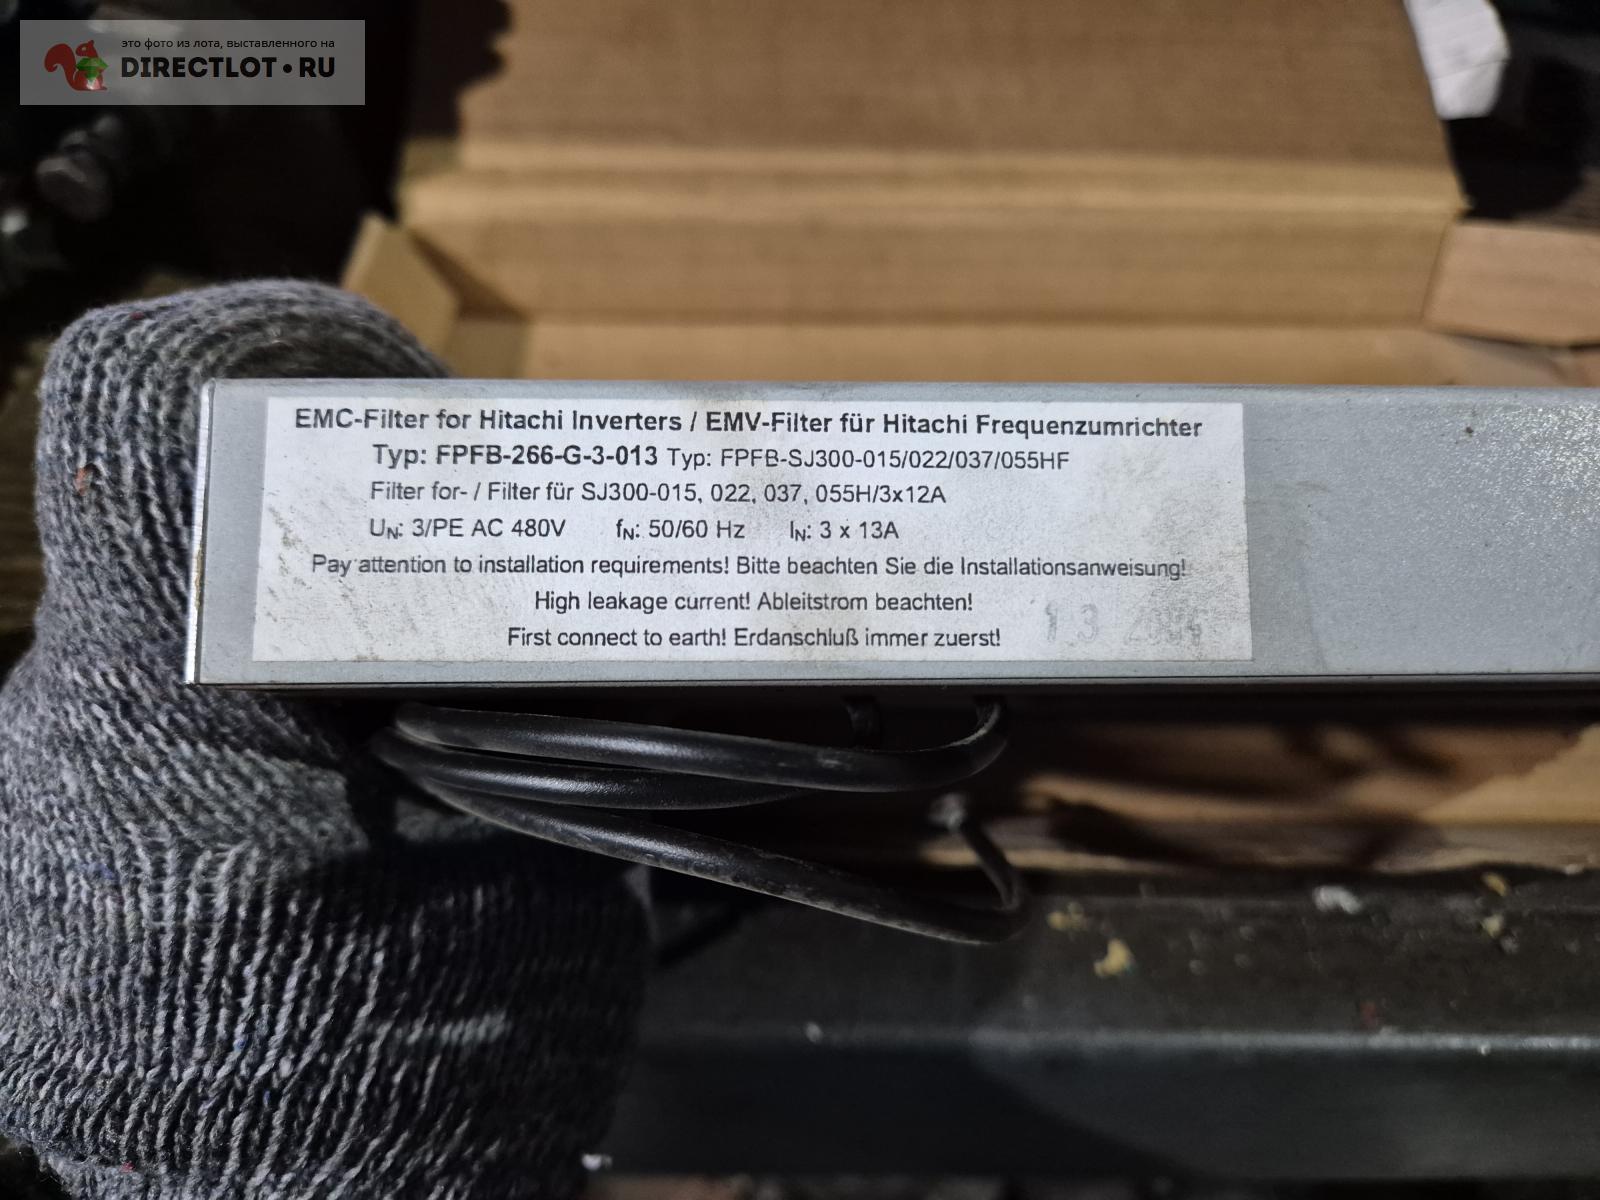 это фото из лота, выставленного на
DIRECTLOT•RU
EMC-Filter for Hitachi Inverters / EMV-Filter für Hitachi Frequenzumrichter
Typ: FPFB-266-G-3-013 Typ: FPFB-SJ300-015/022/037/055HF
Filter for- / Filter für SJ300-015, 022, 037, 055H/3x12A
UN: 3/PE AC 480V fN: 50/60 Hz IN: 3 x 13A
Pay attention to installation requirements! Bitte beachten Sie die Installationsanweisung!
High leakage current! Ableitstrom beachten!
First connect to earth! Erdanschluß immer zuerst! 13